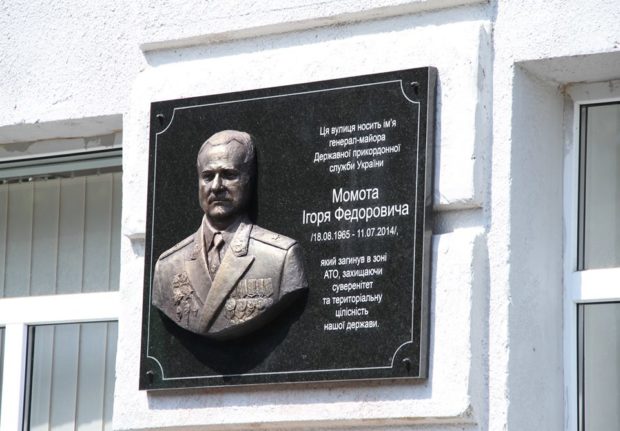 Ця вулиця носить ім'я
генерал-майора
Державної прикордонної
служби України
Момота
Ігоря Федоровича
/18.08.1965 - 11.07.2014/,
який загинув в зоні
АТО, захищаючи
суверенітет
та територіальну
цілісність
нашої держави.